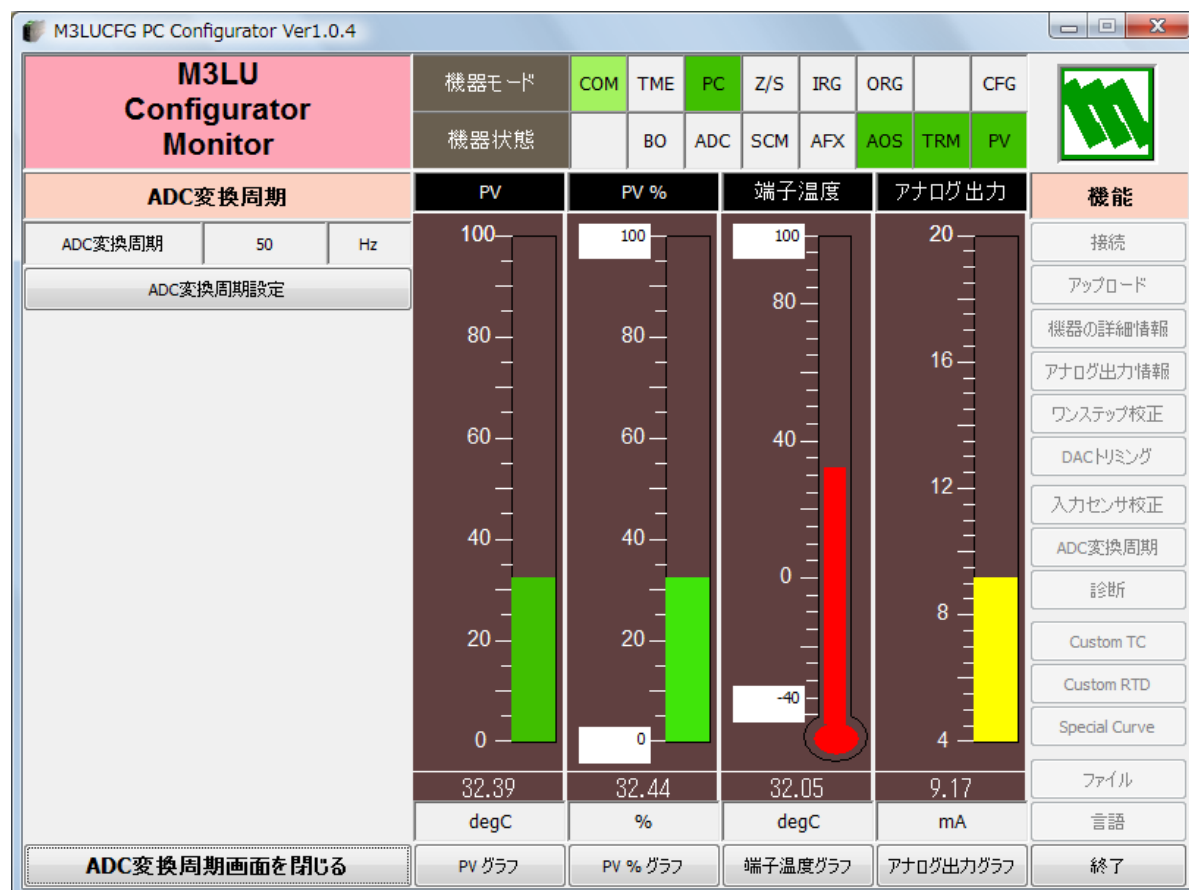 M3LUCFG PC Configurator Ver1.0.4
M3LU
Configurator
Monitor
機器モード
COM TME PC Z/S IRG ORG CFG
機器状態
BO ADC SCM AFX AOS TRM PV
ADC変換周期
ADC変換周期 50 Hz
ADC変換周期設定
ADC変換周期画面を閉じる
PV
100
80
60
40
20
0
32.39
degC
PV グラフ
PV %
100
80
60
40
20
0
32.44
%
PV % グラフ
端子温度
100
80
40
0
-40
32.05
degC
端子温度グラフ
アナログ出力
20
16
12
8
4
9.17
mA
アナログ出力グラフ
機能
接続
アップロード
機器の詳細情報
アナログ出力情報
ワンステップ校正
DACトリミング
入力センサ校正
ADC変換周期
診断
Custom TC
Custom RTD
Special Curve
ファイル
言語
終了